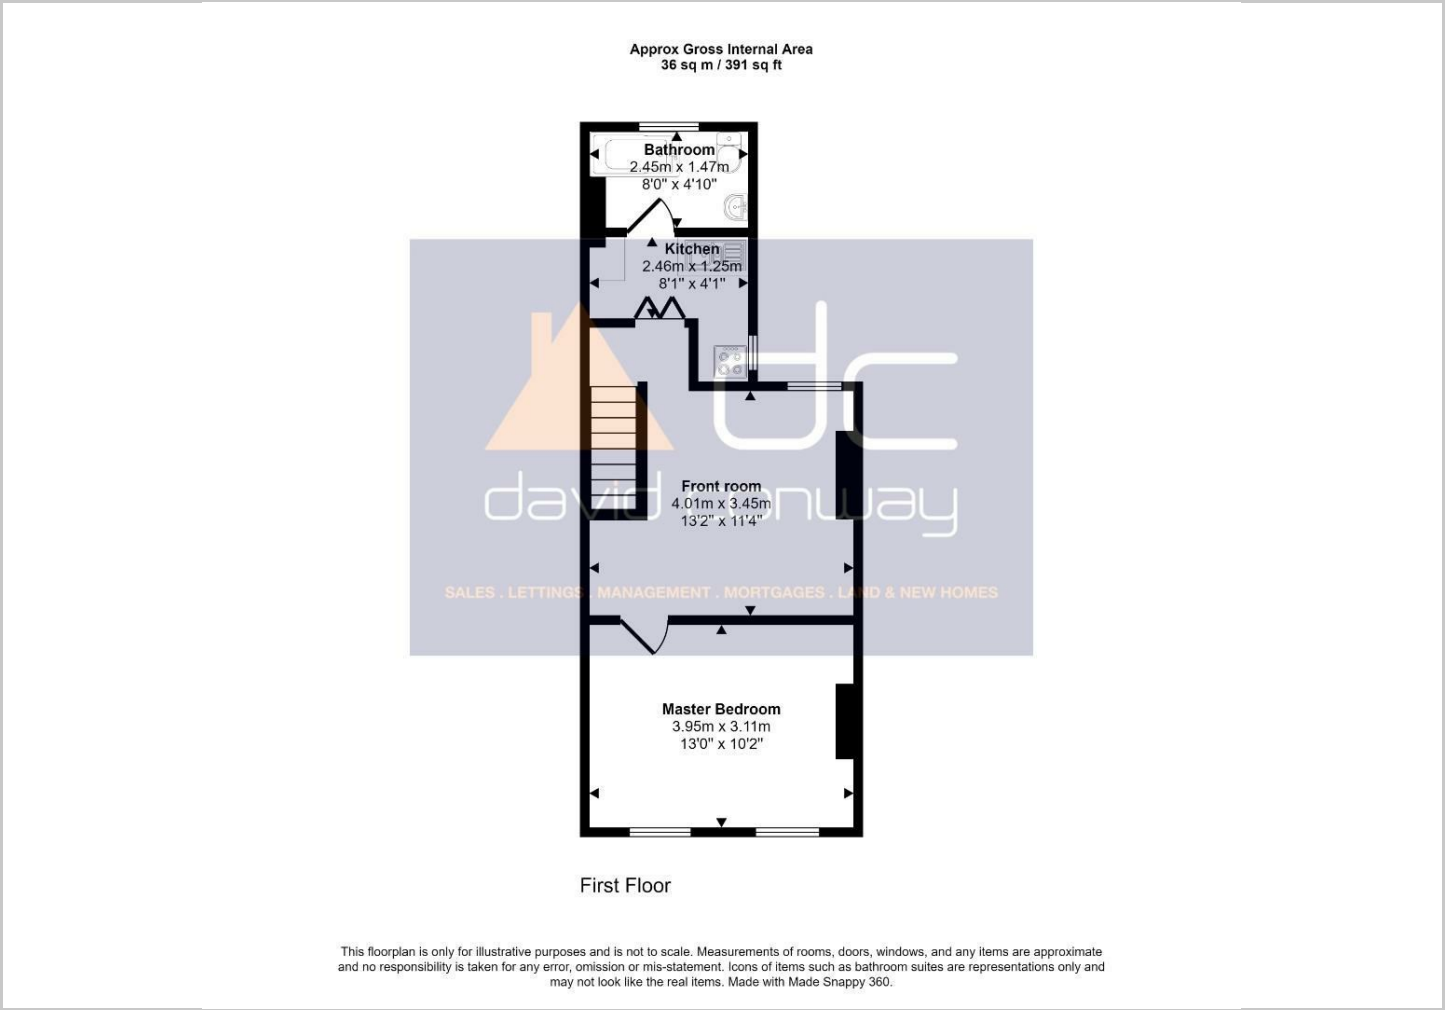 Approx Gross Internal Area
36 sq m / 391 sq ft
Bathroom
2.45m x 1.47m
8'0" x 4'10"
Kitchen
2.46m x 1.25m
8'1" x 4'1"
dc
david conway
Front room
4.01m x 3.45m
13'2" x 11'4"
SALES . LETTINGS . MANAGEMENT . MORTGAGES . LAND & NEW HOMES
Master Bedroom
3.95m x 3.11m
13'0" x 10'2"
First Floor
This floorplan is only for illustrative purposes and is not to scale. Measurements of rooms, doors, windows, and any items are approximate
and no responsibility is taken for any error, omission or mis-statement. Icons of items such as bathroom suites are representations only and
may not look like the real items. Made with Made Snappy 360.